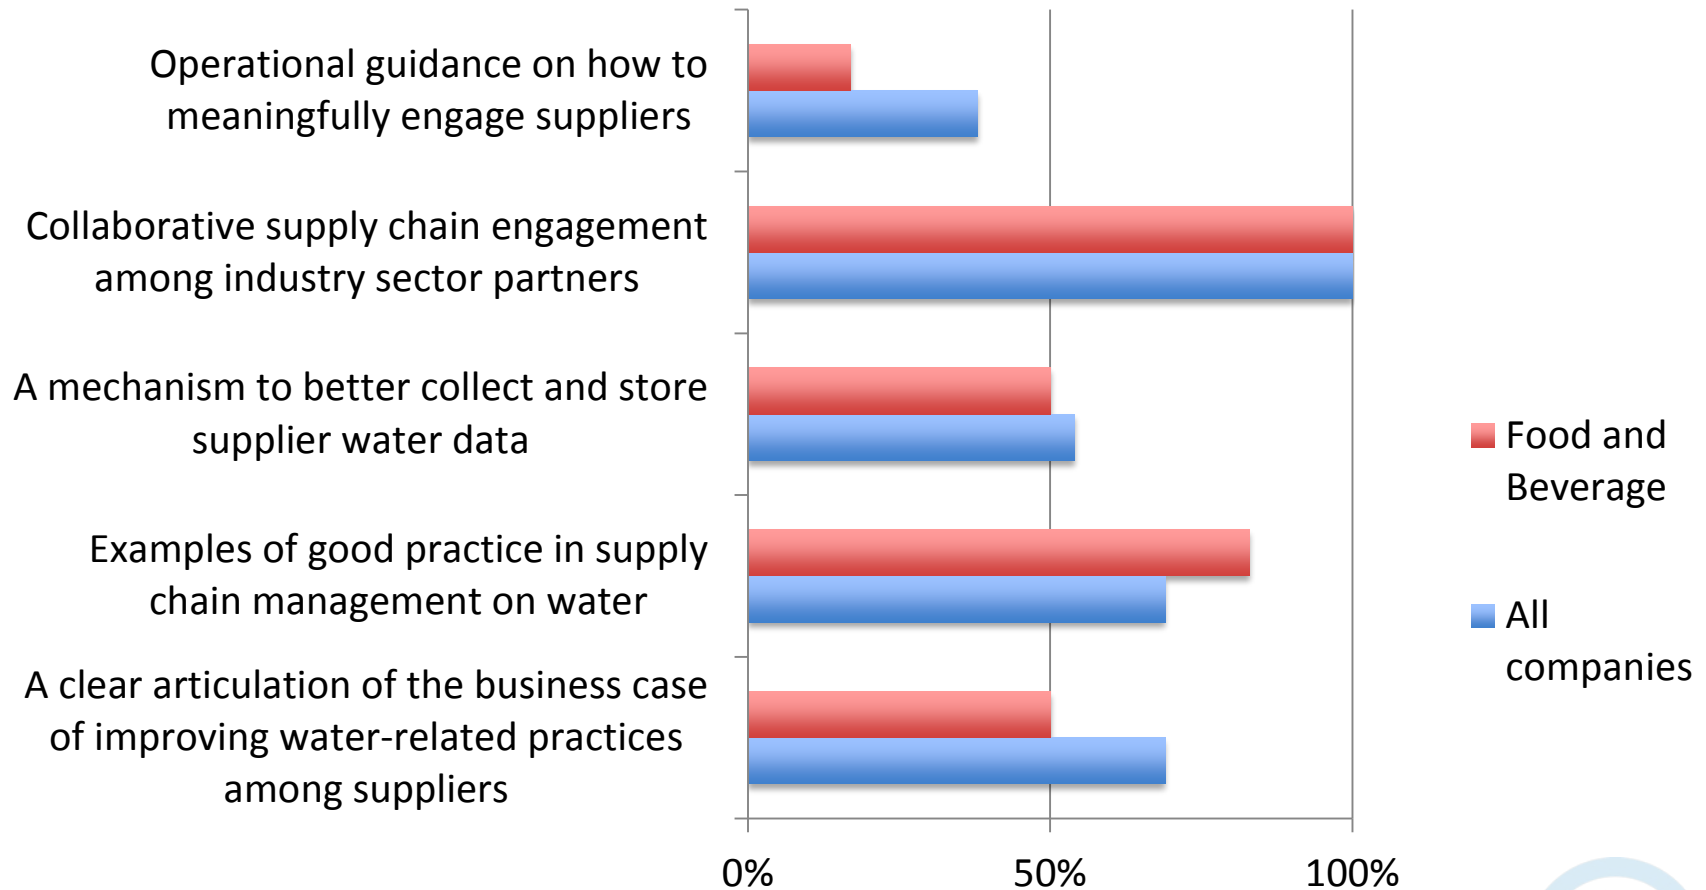 Operational guidance on how to
meaningfully engage suppliers
Collaborative supply chain engagement
among industry sector partners
A mechanism to better collect and store
supplier water data
Examples of good practice in supply
chain management on water
A clear articulation of the business case
of improving water-related practices
among suppliers
0%
50%
100%
Food and
Beverage
All
companies